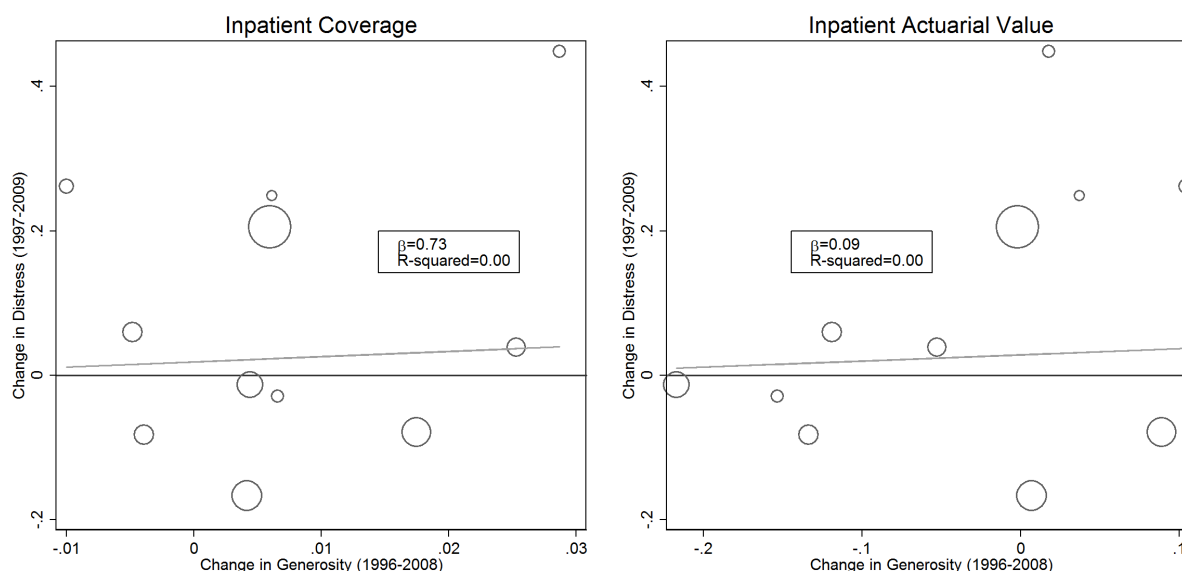 Inpatient Coverage
Change in Distress (1997-2009)
.4
.2
0
-.2
β=0.73
R-squared=0.00
-.01
0
.01
.02
.03
Change in Generosity (1996-2008)
Inpatient Actuarial Value
Change in Distress (1997-2009)
.4
.2
0
-.2
β=0.09
R-squared=0.00
-.2
-.1
0
.1
Change in Generosity (1996-2008)